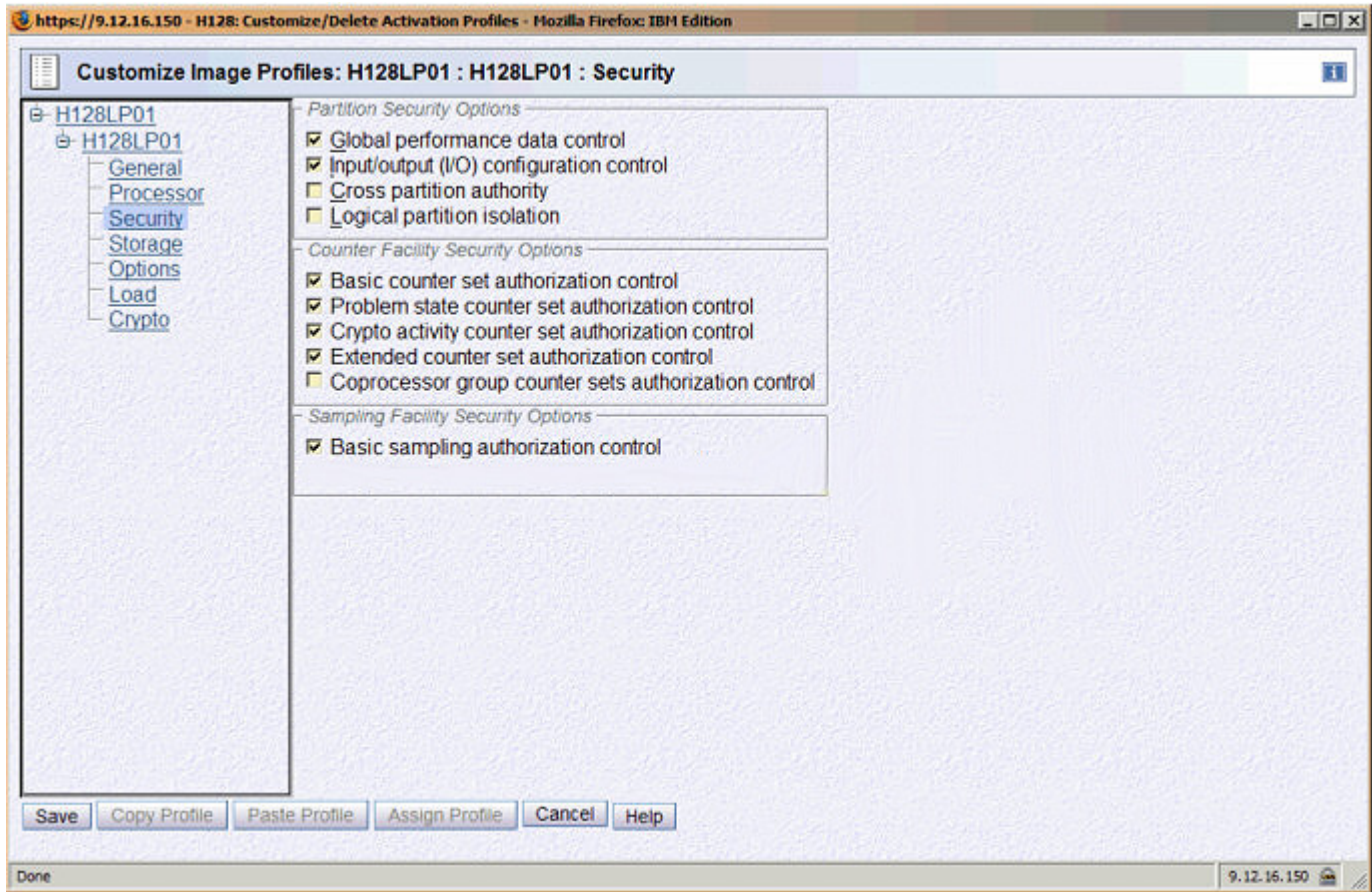 https://9.12.16.150 - H128: Customize/Delete Activation Profiles - Mozilla Firefox: IBM Edition
Customize Image Profiles: H128LP01 : H128LP01 : Security
H128LP01
H128LP01
General
Processor
Security
Storage
Options
Load
Crypto
Partition Security Options
Global performance data control
Input/output (I/O) configuration control
Cross partition authority
Logical partition isolation
Counter Facility Security Options
Basic counter set authorization control
Problem state counter set authorization control
Crypto activity counter set authorization control
Extended counter set authorization control
Coprocessor group counter sets authorization control
Sampling Facility Security Options
Basic sampling authorization control
Save Copy Profile Paste Profile Assign Profile Cancel Help
Done 9.12.16.150